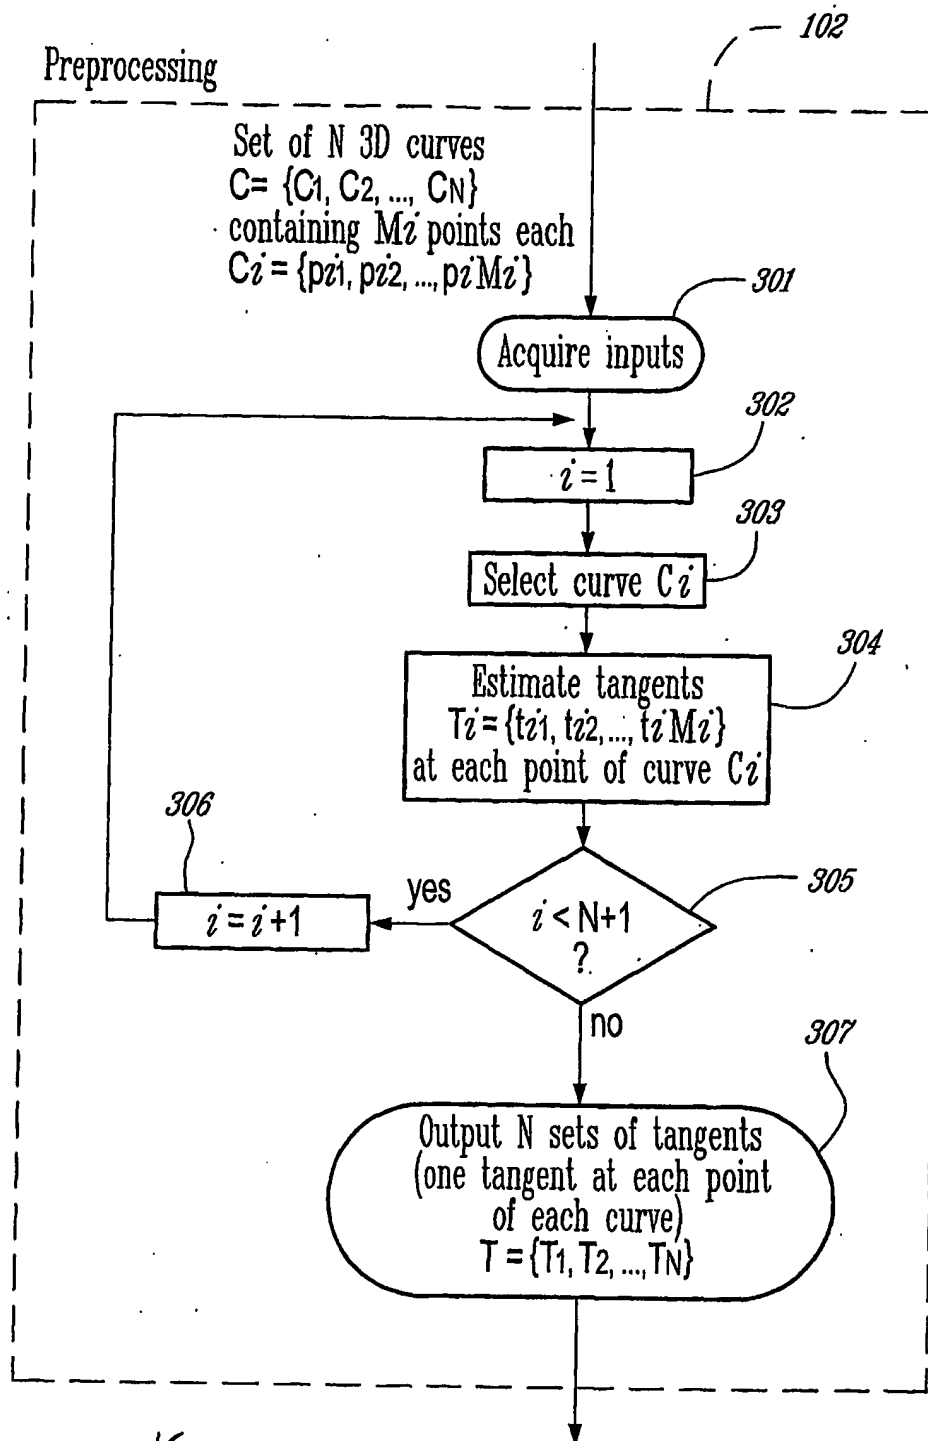 102
Preprocessing
Set of N 3D curves
C= {C1, C2, ..., CN}
containing Mi points each
Ci = {pi1, pi2, ..., piMi}
301
Acquire inputs
302
i = 1
303
Select curve Ci
304
Estimate tangents
Ti = {ti1, ti2, ..., tiMi}
at each point of curve Ci
306
i = i+1
yes
305
i < N+1
?
no
307
Output N sets of tangents
(one tangent at each point
of each curve)
T = {T1, T2, ..., TN}